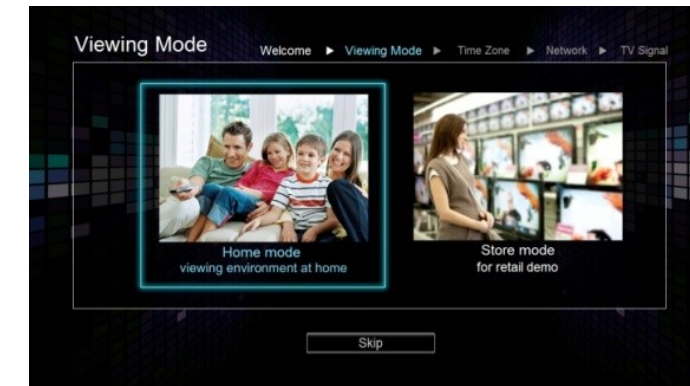 Viewing Mode
Welcome ▶ Viewing Mode ▶ Time Zone ▶ Network ▶ TV Signal
Home mode
viewing environment at home
Store mode
for retail demo
Skip